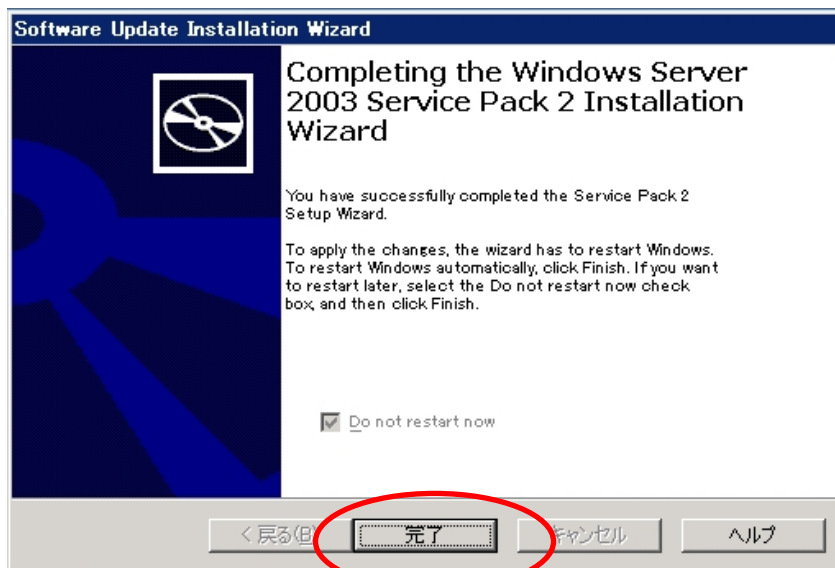 Software Update Installation Wizard
Completing the Windows Server
2003 Service Pack 2 Installation
Wizard
You have successfully completed the Service Pack 2
Setup Wizard.
To apply the changes, the wizard has to restart Windows.
To restart Windows automatically, click Finish. If you want
to restart later, select the Do not restart now check
box, and then click Finish.
Do not restart now
< 戻る(B) 完了 キャンセル ヘルプ